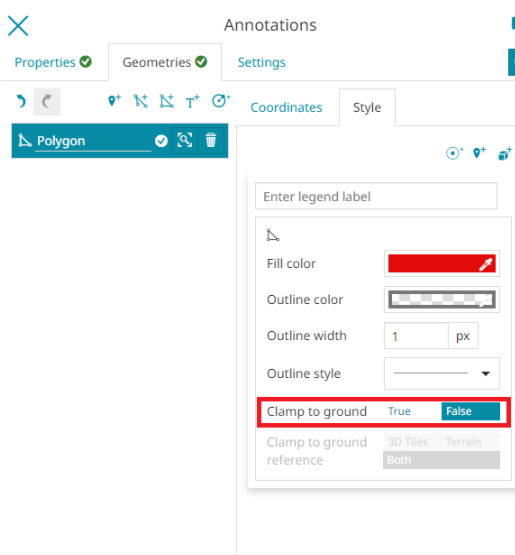 Annotations
Properties
Geometries
Settings
T+
Coordinates
Style
Polygon
Enter legend label
Fill color
Outline color
Outline width
1
px
Outline style
Clamp to ground
True
False
Clamp to ground
reference
3D Tiles
Terrain
Both